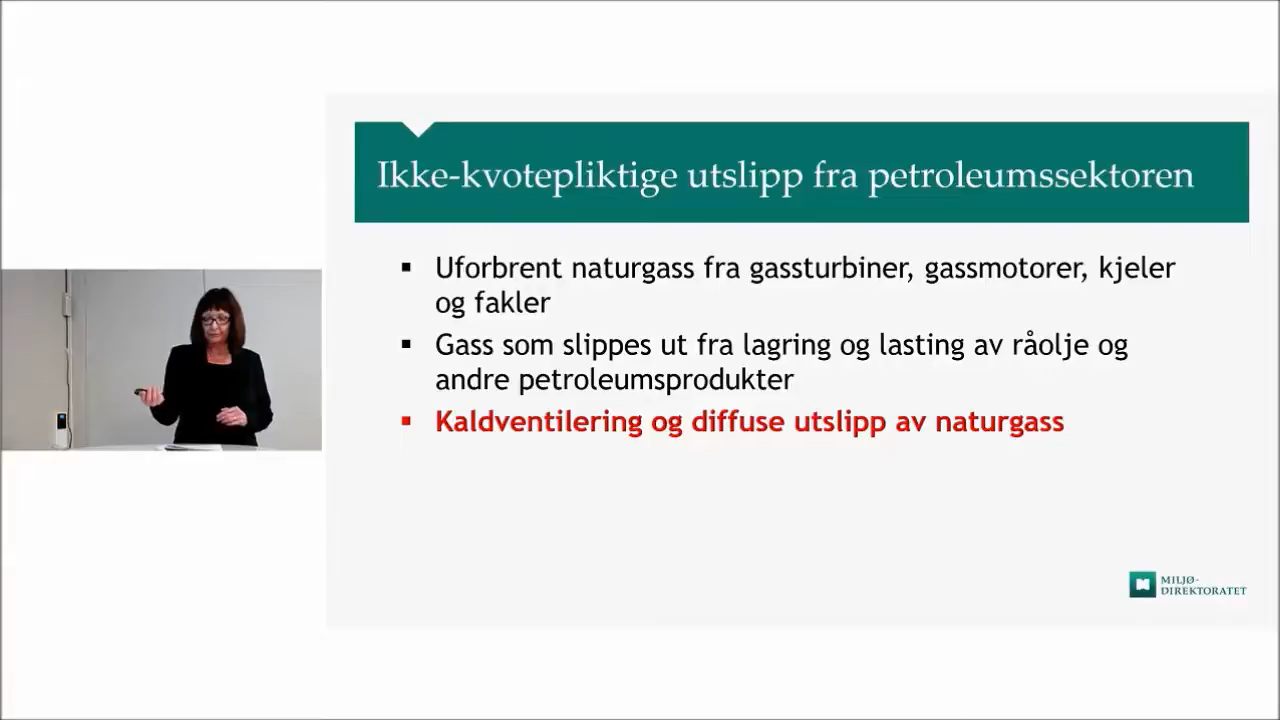 Ikke-kvotepliktige utslipp fra petroleumssektoren
▪ Uforbrent naturgass fra gassturbiner, gassmotorer, kjeler
og fakler
▪ Gass som slippes ut fra lagring og lasting av råolje og
andre petroleumsprodukter
▪ Kaldventilering og diffuse utslipp av naturgass
MILJØ-
DIREKTORATET